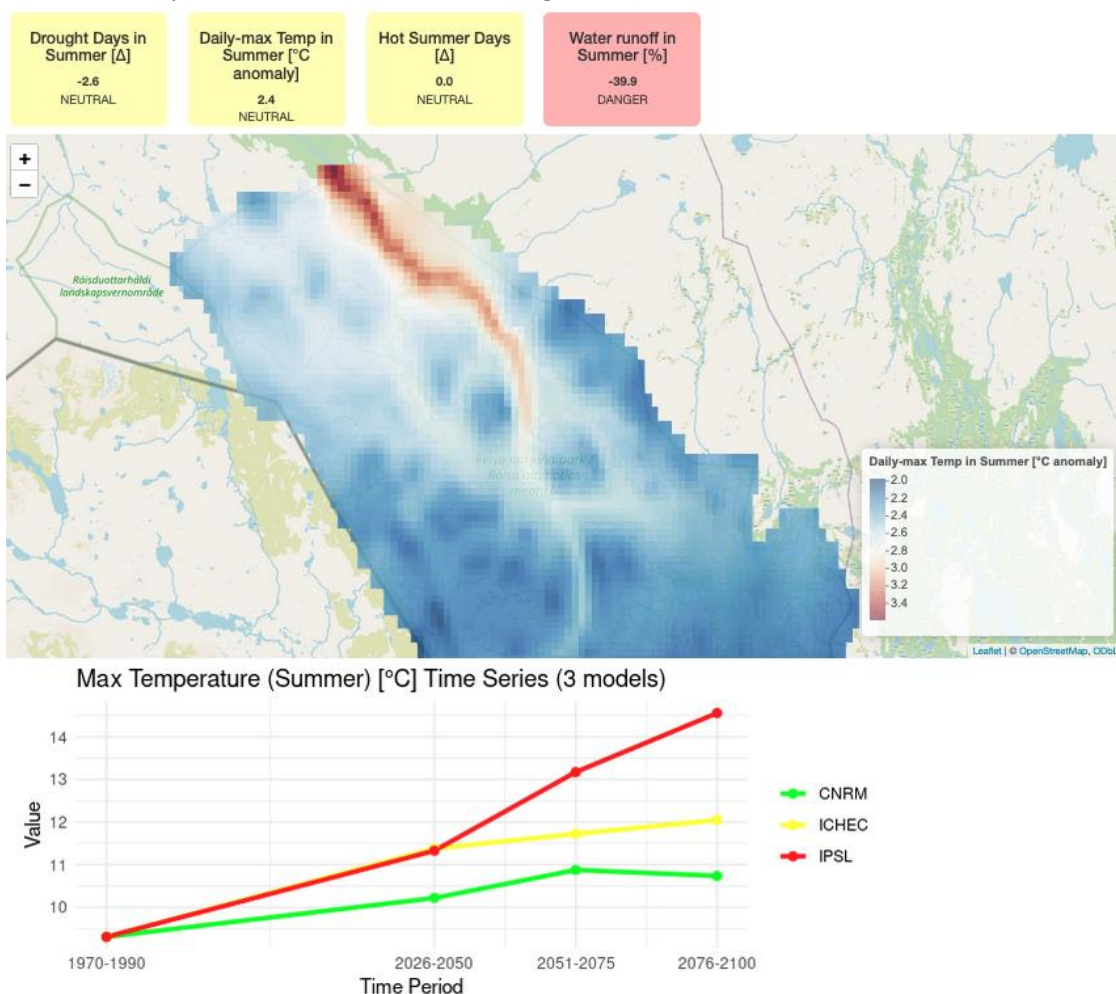 Drought Days in
Summer [Δ]
-2.6
NEUTRAL
Daily-max Temp in
Summer [°C
anomaly]
2.4
NEUTRAL
Hot Summer Days
[Δ]
0.0
NEUTRAL
Water runoff in
Summer [%]
-39.9
DANGER
+
−
Ráisduottarháldi
landskapsvernområde
Daily-max Temp in Summer [°C anomaly]
2.0
2.2
2.4
2.6
2.8
3.0
3.2
3.4
Leaflet | © OpenStreetMap, ODbL
Max Temperature (Summer) [°C] Time Series (3 models)
Value
14
13
12
11
10
1970-1990
2026-2050
2051-2075
2076-2100
Time Period
CNRM
ICHEC
IPSL